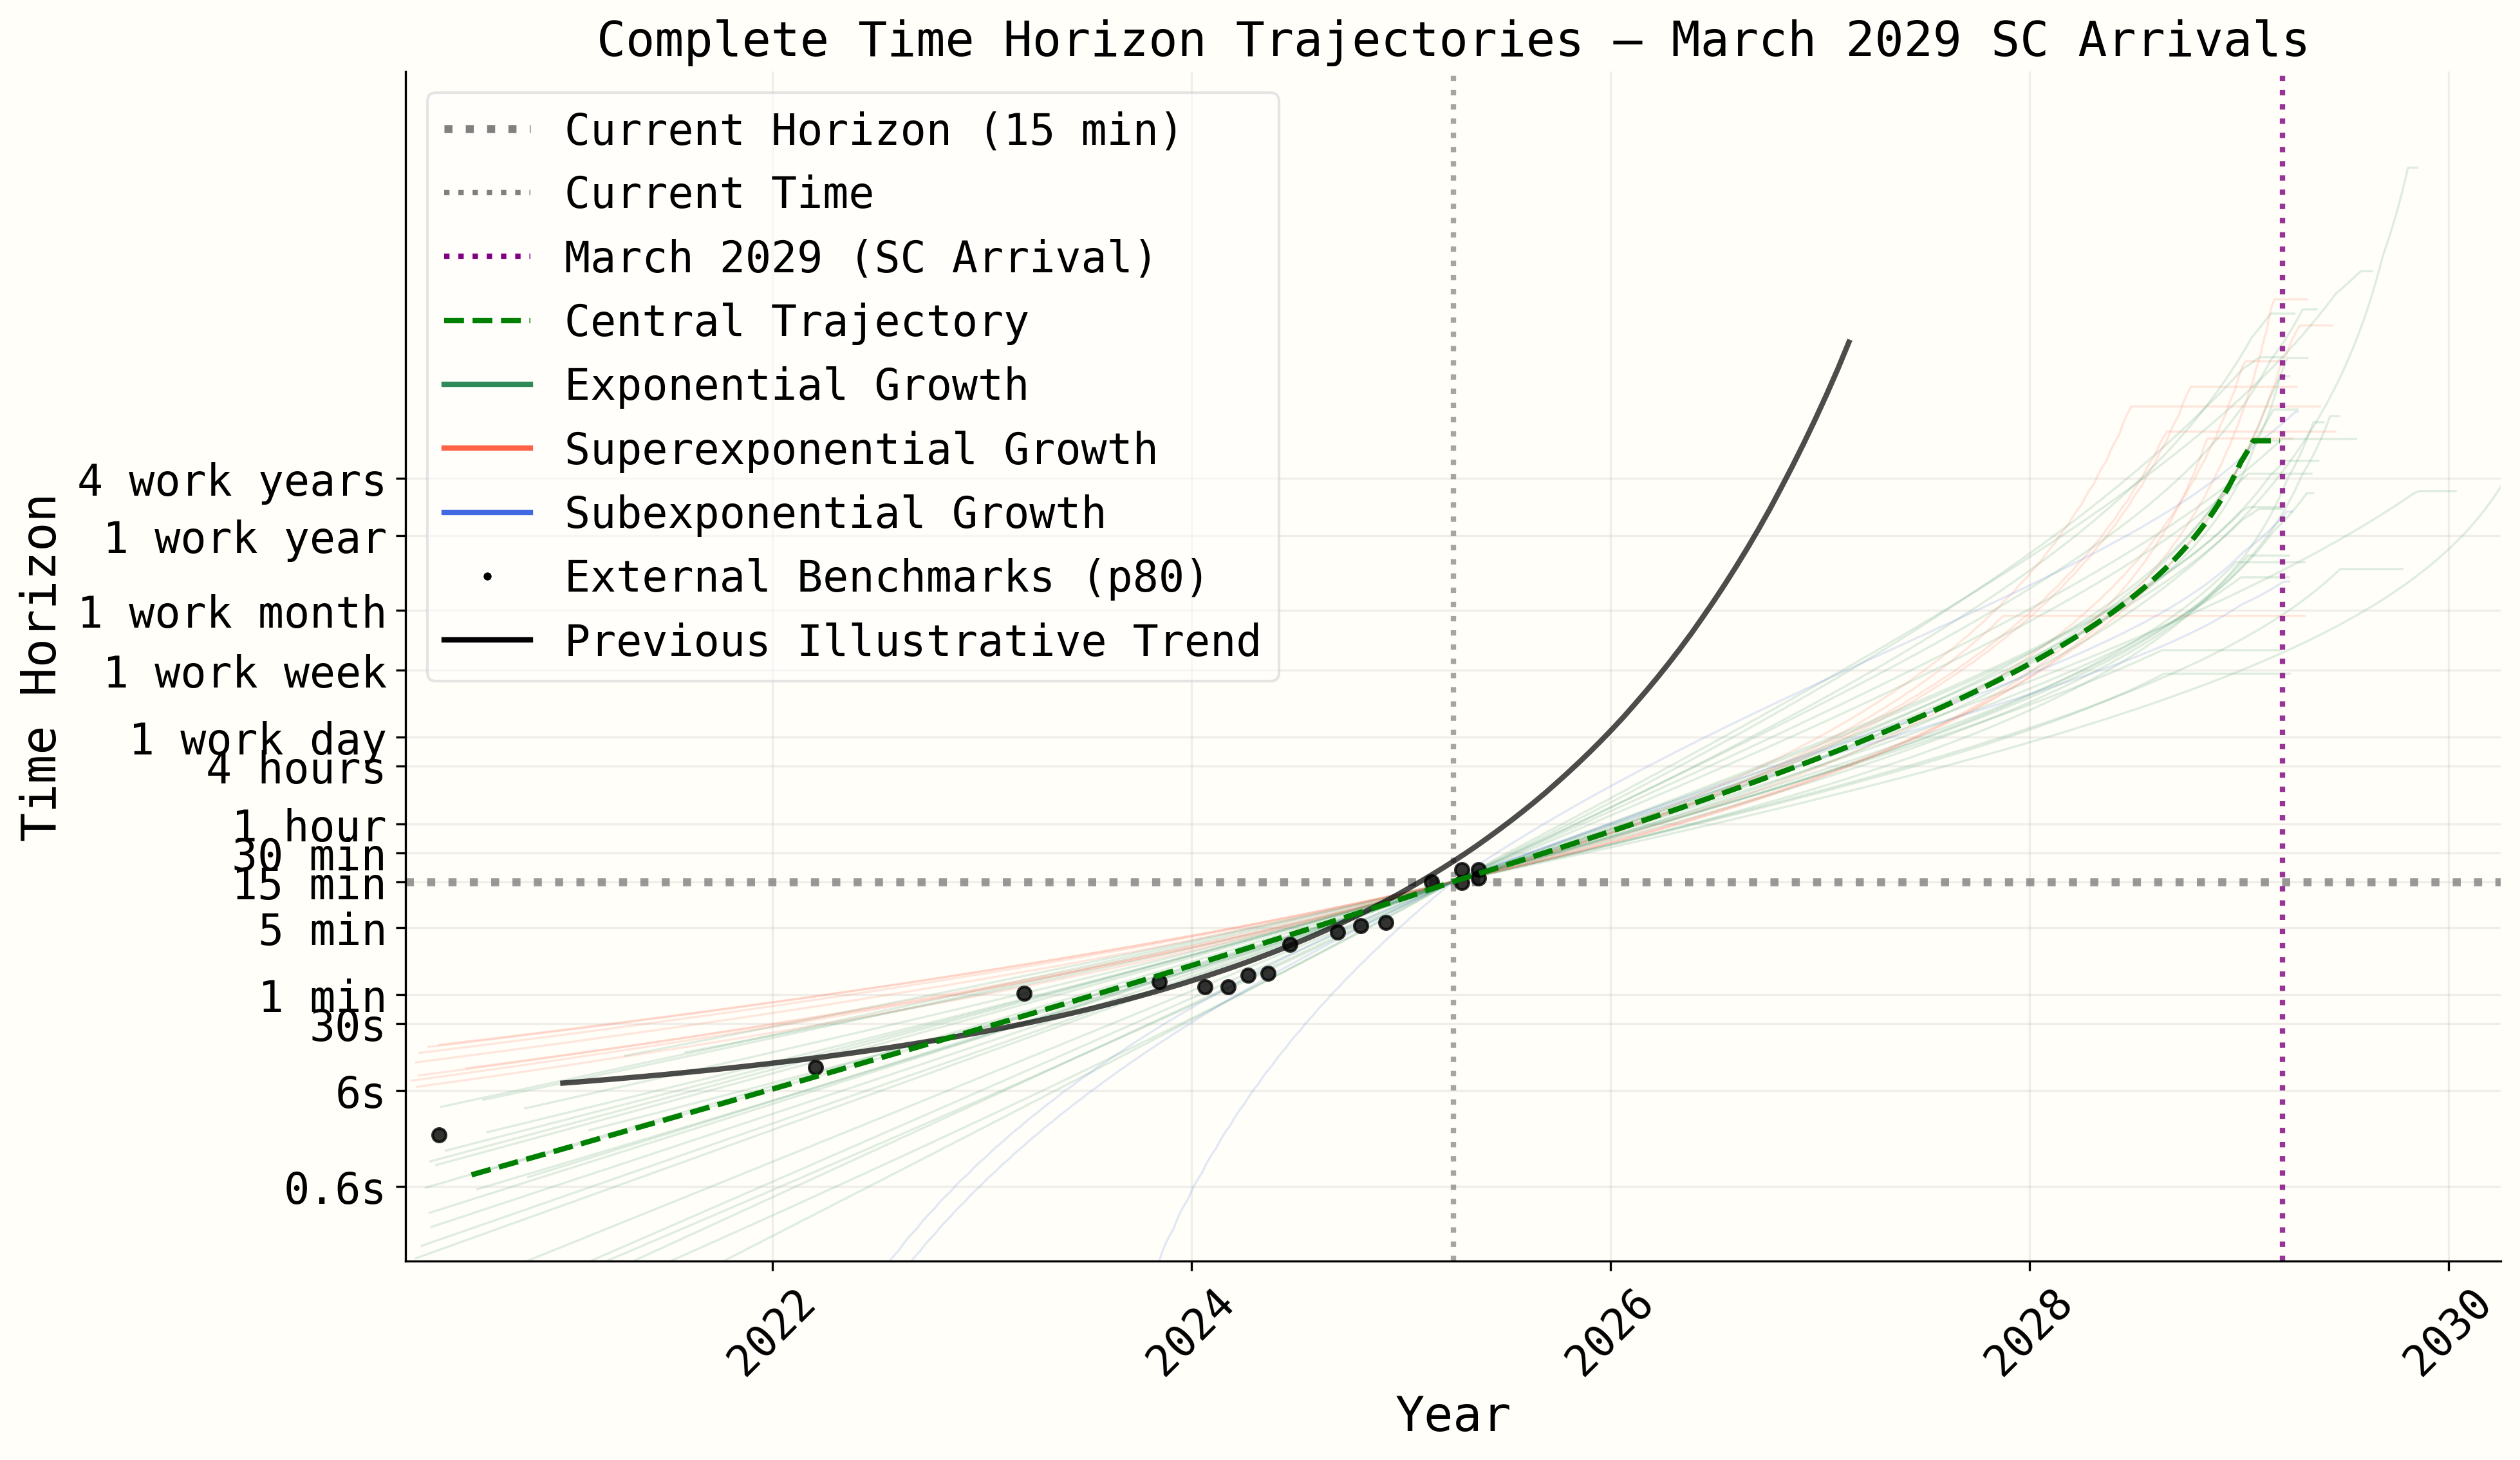 Complete Time Horizon Trajectories — March 2029 SC Arrivals
Current Horizon (15 min)
Current Time
March 2029 (SC Arrival)
Central Trajectory
Exponential Growth
Superexponential Growth
Subexponential Growth
External Benchmarks (p80)
Previous Illustrative Trend
Time Horizon
4 work years
1 work year
1 work month
1 work week
1 work day
4 hours
1 hour
30 min
15 min
5 min
1 min
30s
6s
0.6s
2022
2024
2026
2028
2030
Year